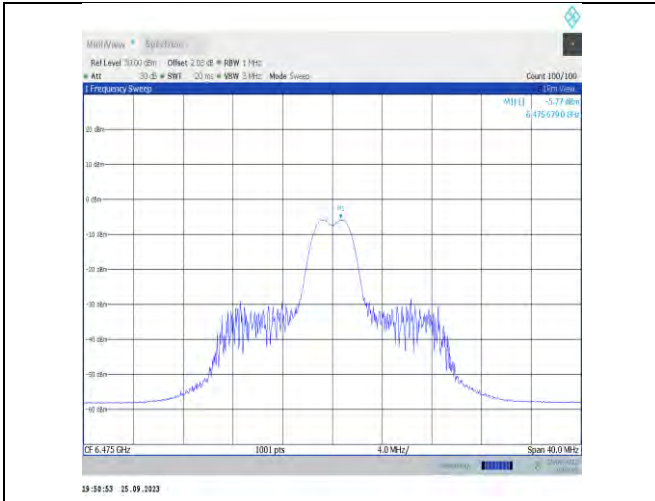 MultiView Spectrum
Ref Level 30.00 dBm Offset 2.02 dB RBW 1 MHz
Att 30 dB SWT 20 ms VBW 3 MHz Mode Sweep Count 100/100
1 Frequency Sweep 1Rm View
M1[1] -5.77 dBm
6.4756790 GHz
20 dBm
10 dBm
0 dBm
M1
-10 dBm
-20 dBm
-30 dBm
-40 dBm
-50 dBm
-60 dBm
CF 6.475 GHz 1001 pts 4.0 MHz/ Span 40.0 MHz
19:50:53 25.09.2023